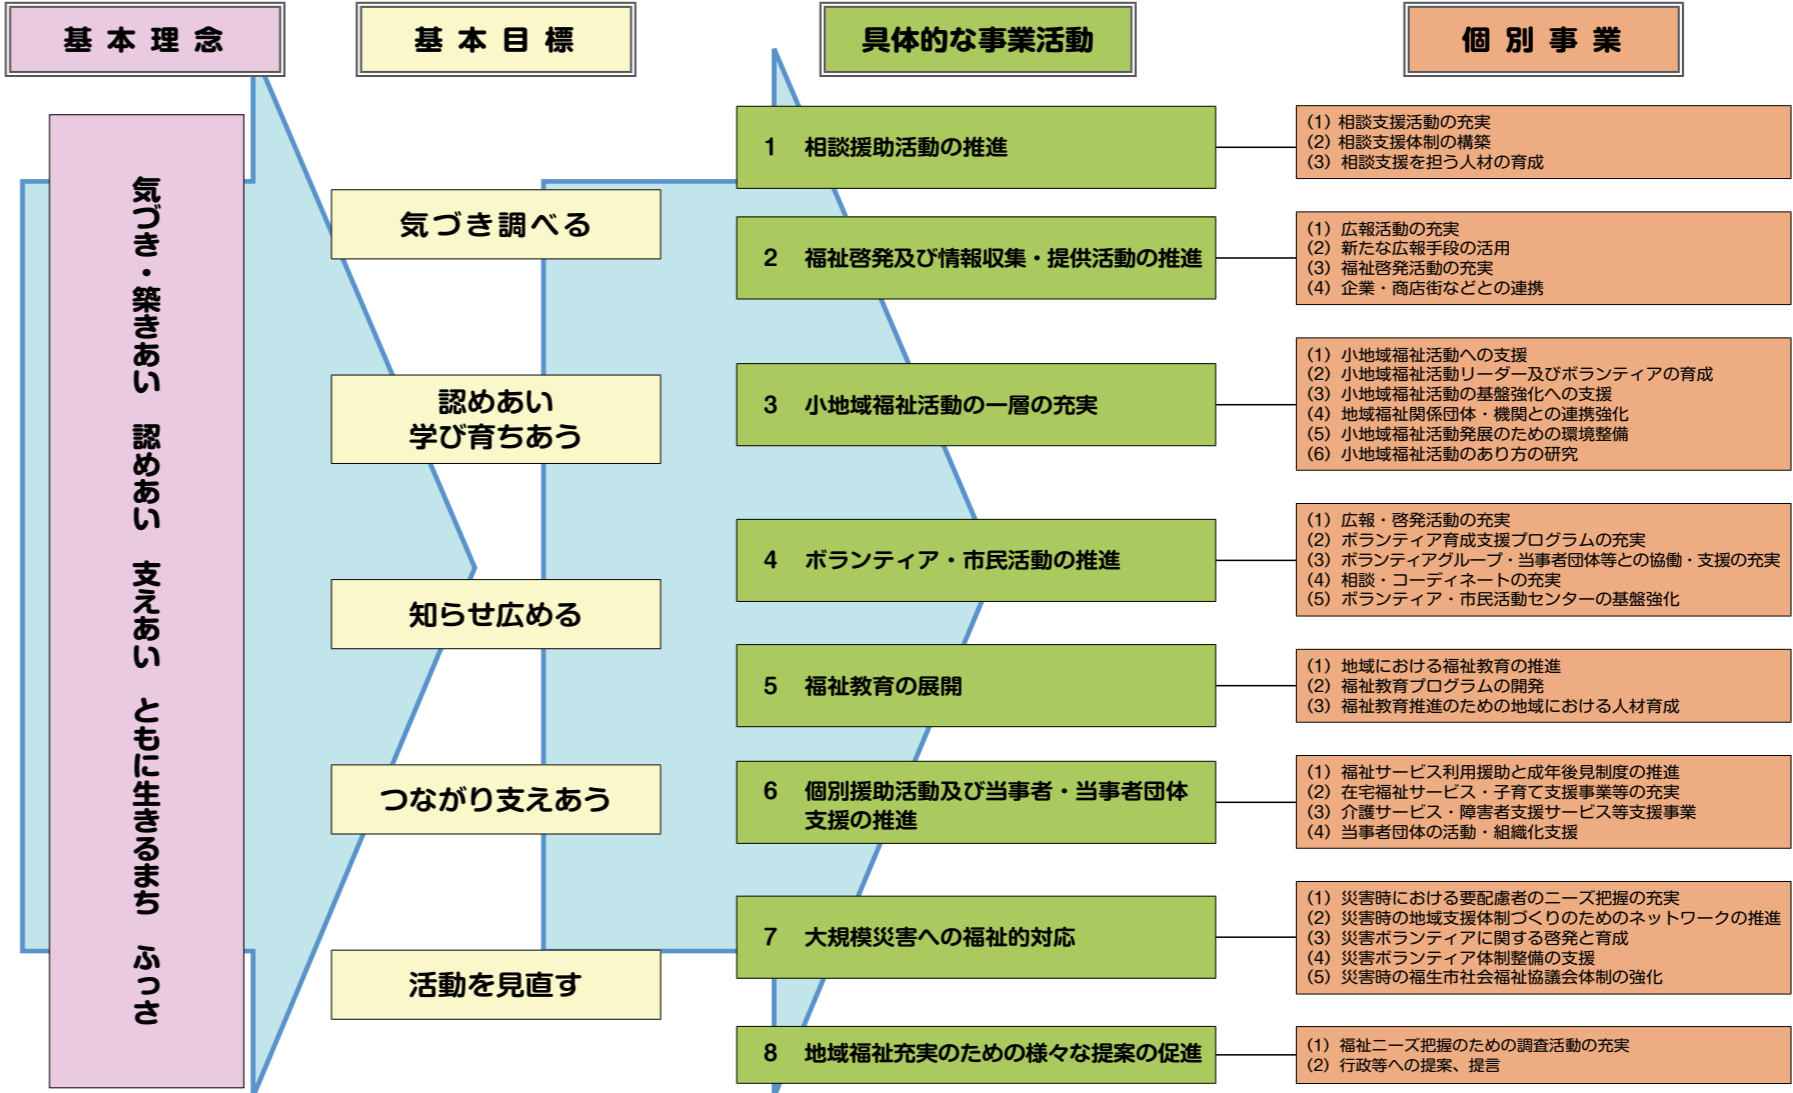 基本理念
基本目標
具体的な事業活動
個別事業
気づき・築きあい　認めあい　支えあい　ともに生きるまち　ふっさ
気づき調べる
認めあい
学び育ちあう
知らせ広める
つながり支えあう
活動を見直す
1　相談援助活動の推進
(1) 相談支援活動の充実
(2) 相談支援体制の構築
(3) 相談支援を担う人材の育成
2　福祉啓発及び情報収集・提供活動の推進
(1) 広報活動の充実
(2) 新たな広報手段の活用
(3) 福祉啓発活動の充実
(4) 企業・商店街などとの連携
3　小地域福祉活動の一層の充実
(1) 小地域福祉活動への支援
(2) 小地域福祉活動リーダー及びボランティアの育成
(3) 小地域福祉活動の基盤強化への支援
(4) 地域福祉関係団体・機関との連携強化
(5) 小地域福祉活動発展のための環境整備
(6) 小地域福祉活動のあり方の研究
4　ボランティア・市民活動の推進
(1) 広報・啓発活動の充実
(2) ボランティア育成支援プログラムの充実
(3) ボランティアグループ・当事者団体等との協働・支援の充実
(4) 相談・コーディネートの充実
(5) ボランティア・市民活動センターの基盤強化
5　福祉教育の展開
(1) 地域における福祉教育の推進
(2) 福祉教育プログラムの開発
(3) 福祉教育推進のための地域における人材育成
6　個別援助活動及び当事者・当事者団体
支援の推進
(1) 福祉サービス利用援助と成年後見制度の推進
(2) 在宅福祉サービス・子育て支援事業等の充実
(3) 介護サービス・障害者支援サービス等支援事業
(4) 当事者団体の活動・組織化支援
7　大規模災害への福祉的対応
(1) 災害時における要配慮者のニーズ把握の充実
(2) 災害時の地域支援体制づくりのためのネットワークの推進
(3) 災害ボランティアに関する啓発と育成
(4) 災害ボランティア体制整備の支援
(5) 災害時の福生市社会福祉協議会体制の強化
8　地域福祉充実のための様々な提案の促進
(1) 福祉ニーズ把握のための調査活動の充実
(2) 行政等への提案、提言